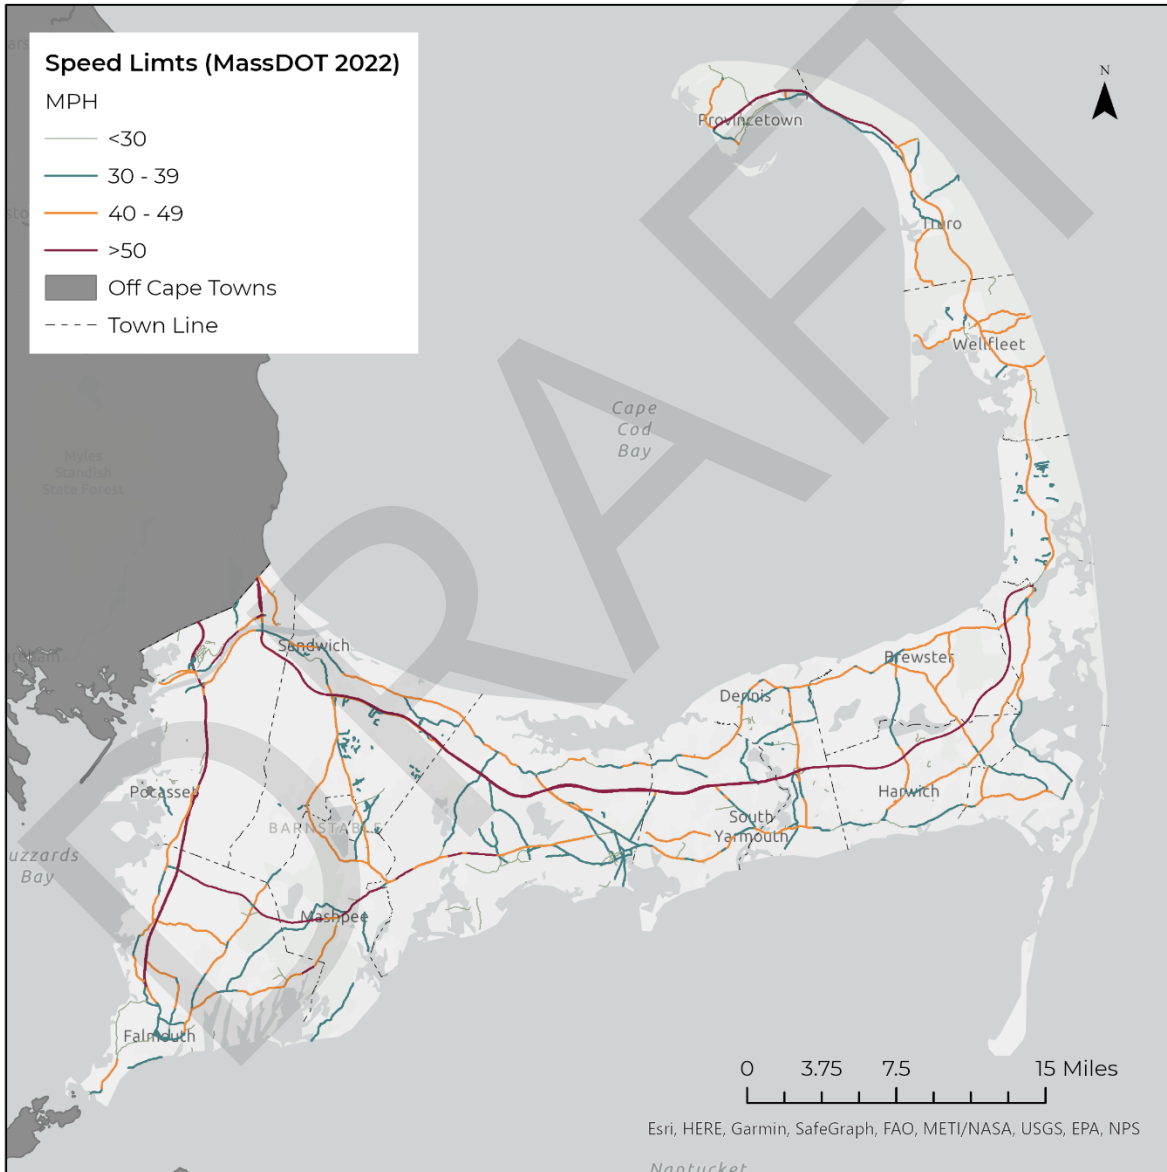 Speed Limts (MassDOT 2022)
MPH
<30
30 - 39
40 - 49
>50
Off Cape Towns
Town Line
N
Provincetown
Truro
Wellfleet
Cape
Cod
Bay
Myles
Standish
State Forest
Sandwich
Brewster
Dennis
Pocasset
Harwich
South
Yarmouth
BARNSTABLE
uzzards
Bay
Mashpee
Falmouth
DRAFT
0 3.75 7.5 15 Miles
Esri, HERE, Garmin, SafeGraph, FAO, METI/NASA, USGS, EPA, NPS
Nantucket